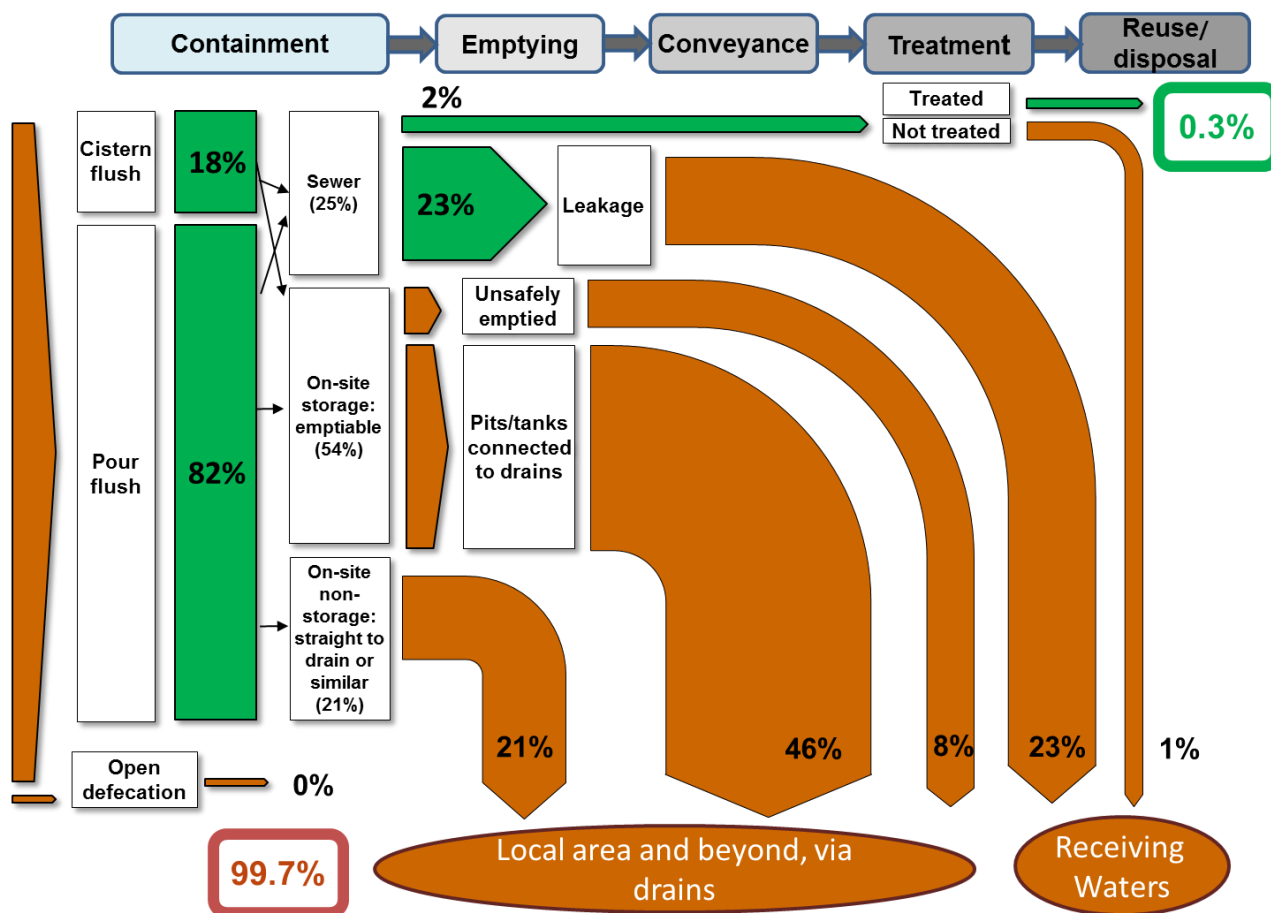 Containment
Emptying
Conveyance
Treatment
Reuse/
disposal
2%
Treated
Not treated
0.3%
Cistern
flush
18%
Sewer
(25%)
23%
Leakage
Unsafely
emptied
On-site
storage:
emptiable
(54%)
Pits/tanks
connected
to drains
Pour
flush
82%
On-site
non-
storage:
straight to
drain or
similar
(21%)
21%
46%
8%
23%
1%
Open
defecation
0%
99.7%
Local area and beyond, via
drains
Receiving
Waters